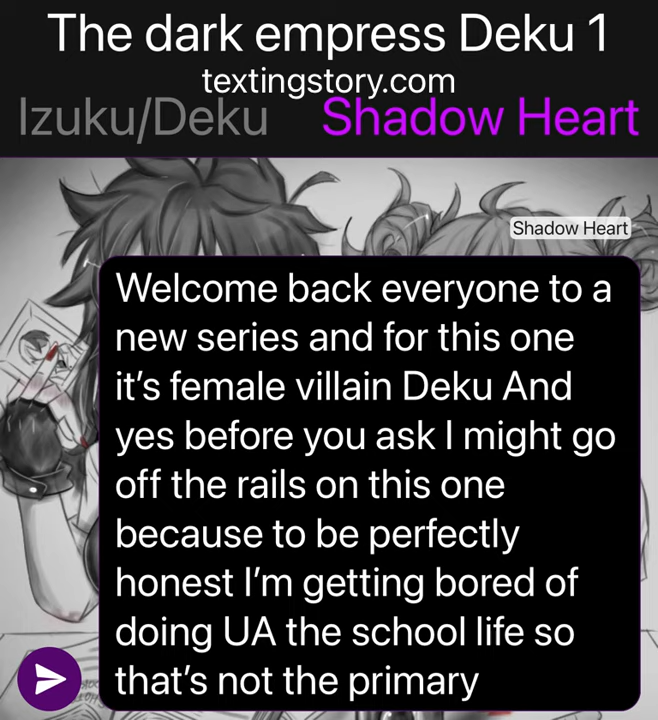 The dark empress Deku 1
textingstory.com
Izuku/Deku Shadow Heart
Shadow Heart
Welcome back everyone to a
new series and for this one
it's female villain Deku And
yes before you ask I might go
off the rails on this one
because to be perfectly
honest I'm getting bored of
doing UA the school life so
that's not the primary